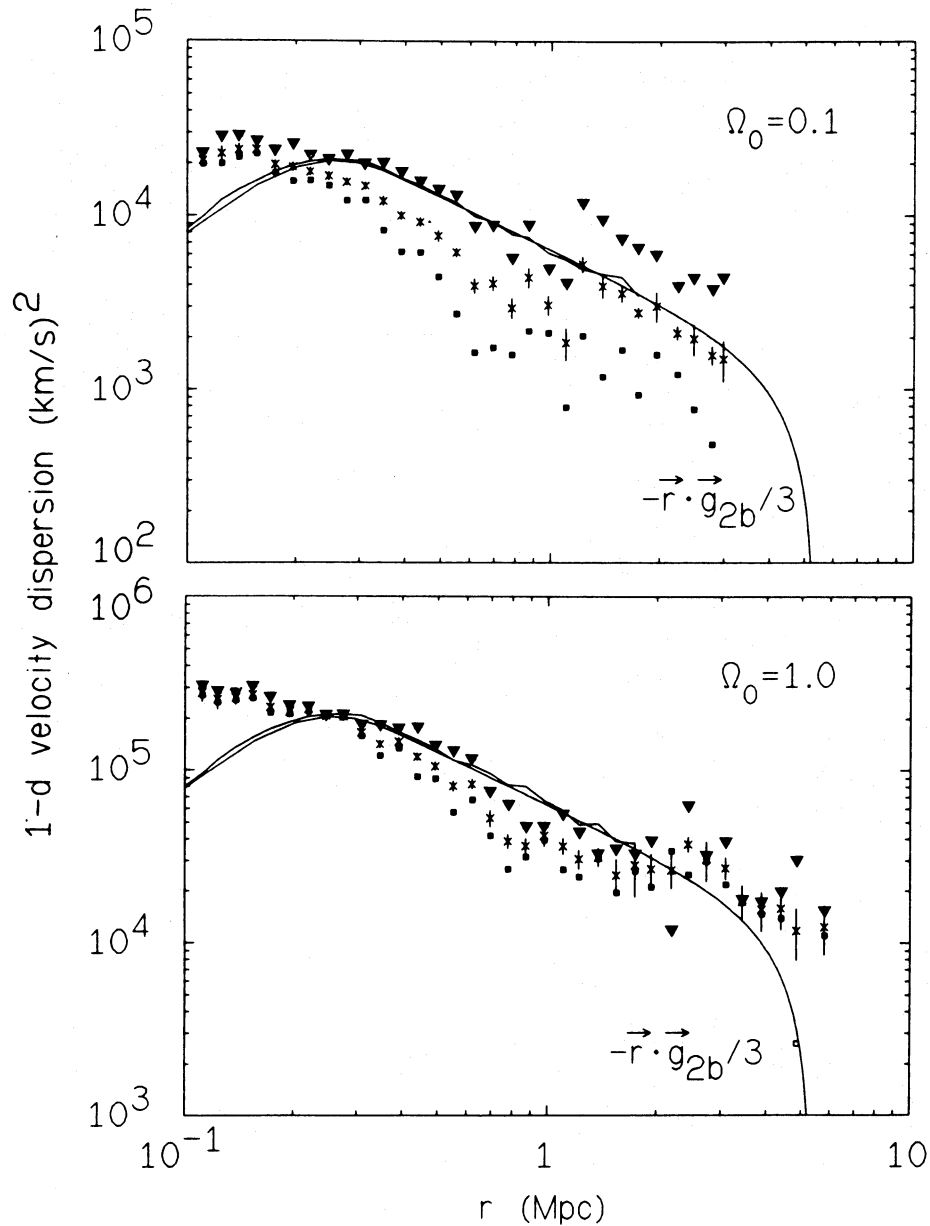 10^5
Ω_0=0.1
10^4
10^3
-r→·g→_2b/3
10^2
1-d velocity dispersion (km/s)^2
10^6
Ω_0=1.0
10^5
10^4
-r→·g→_2b/3
10^3
10^-1 1 10
r (Mpc)